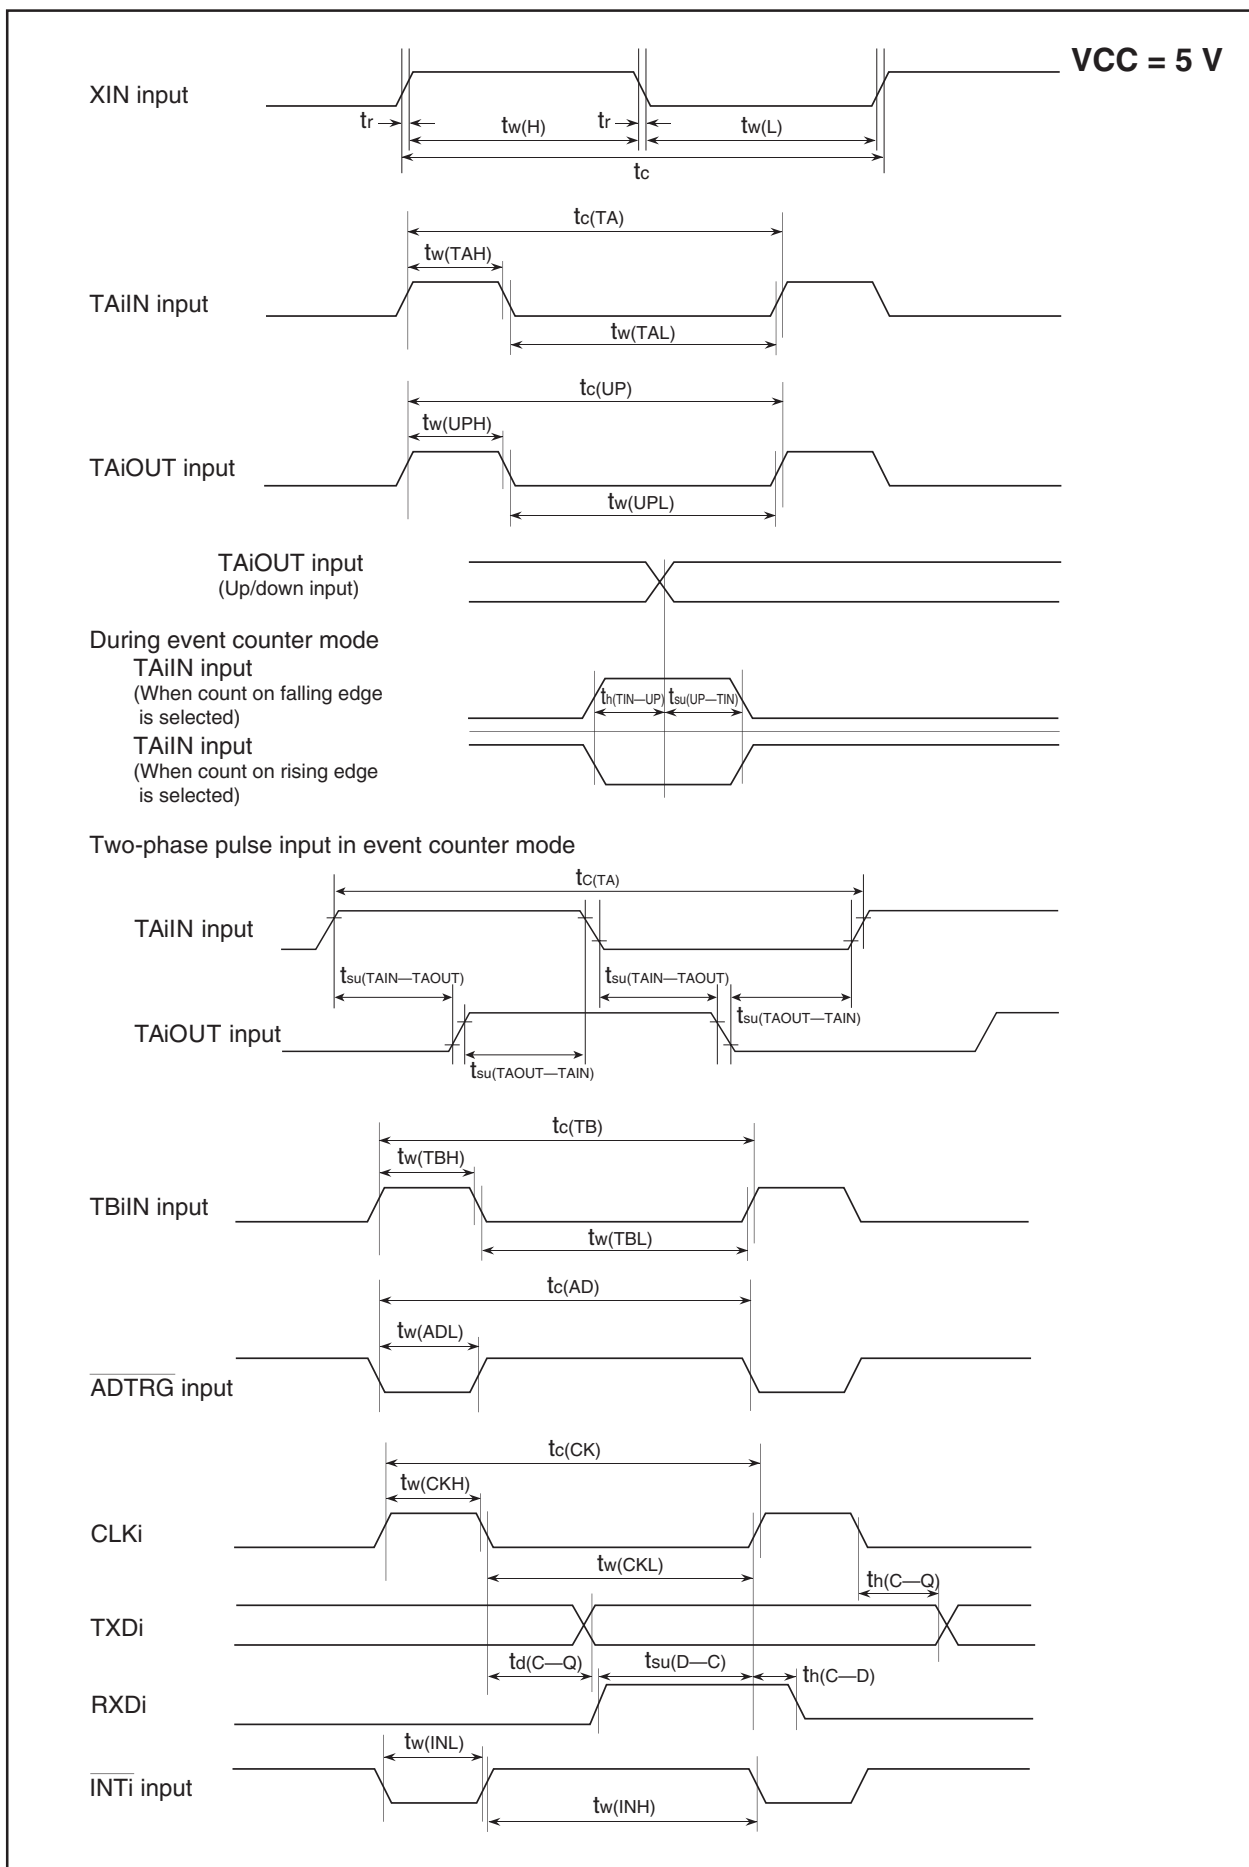 VCC = 5 V
XIN input
tr
tw(H)
tr
tw(L)
tc
tc(TA)
tw(TAH)
TAiIN input
tw(TAL)
tc(UP)
tw(UPH)
TAiOUT input
tw(UPL)
TAiOUT input
(Up/down input)
During event counter mode
TAiIN input
(When count on falling edge
is selected)
th(TIN—UP)
tsu(UP—TIN)
TAiIN input
(When count on rising edge
is selected)
Two-phase pulse input in event counter mode
tC(TA)
TAiIN input
tsu(TAIN—TAOUT)
tsu(TAIN—TAOUT)
tsu(TAOUT—TAIN)
TAiOUT input
tsu(TAOUT—TAIN)
tc(TB)
tw(TBH)
TBiIN input
tw(TBL)
tc(AD)
tw(ADL)
ADTRG input
tc(CK)
tw(CKH)
CLKi
tw(CKL)
th(C—Q)
TXDi
td(C—Q)
tsu(D—C)
th(C—D)
RXDi
tw(INL)
INTi input
tw(INH)